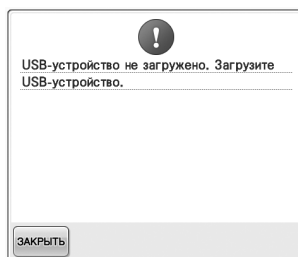 USB-устройство не загружено. Загрузите
USB-устройство.
ЗАКРЫТЬ